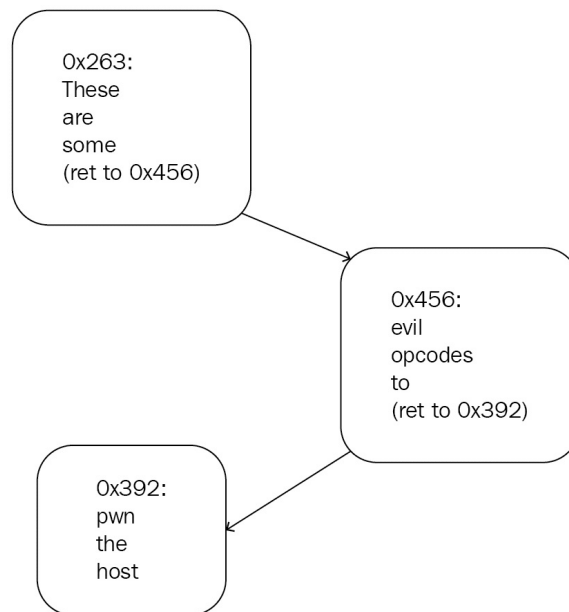 0x263:
These
are
some
(ret to 0x456)
0x456:
evil
opcodes
to
(ret to 0x392)
0x392:
pwn
the
host